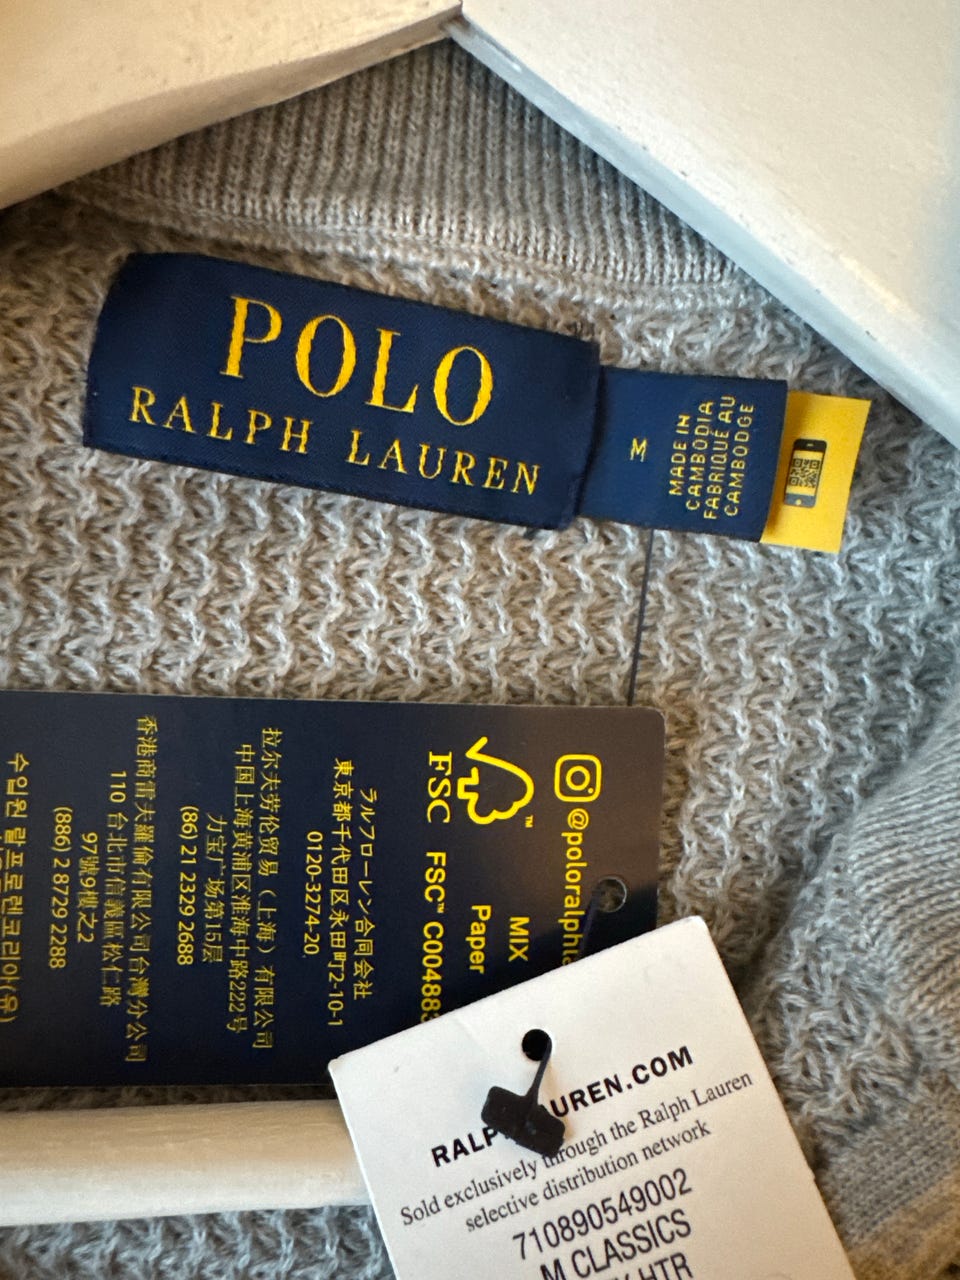 POLO
RALPH LAUREN
M
MADE IN
CAMBODIA
FABRIQUÉ AU
CAMBODGE
MIX
Paper
FSC™
FSC
ラルフローレン合同会社
東京都千代田区永田町2-10-1
0120-3274-20
拉尔夫劳伦贸易（上海）有限公司
中国上海黄浦区淮海中路222号
力宝广场第15层
(86) 21 2329 2688
香港商雷夫羅倫有限公司台灣分公司
110 台北市信義區松仁路
97號9樓之2
(886) 2 8729 2288
.COM
Sold exclusively through the Ralph Lauren
selective distribution network
710890549002
M CLASSICS
HTR